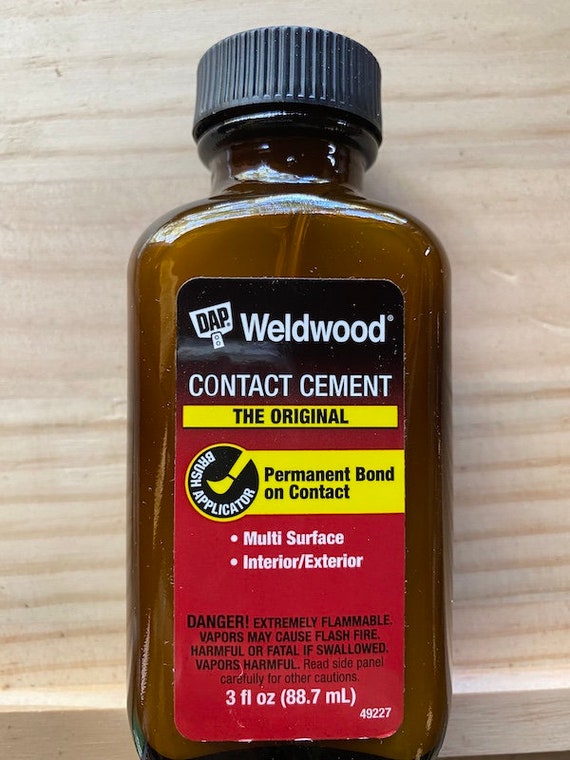 DAP® Weldwood®
CONTACT CEMENT
THE ORIGINAL
BRUSH APPLICATOR
Permanent Bond
on Contact
• Multi Surface
• Interior/Exterior
DANGER! EXTREMELY FLAMMABLE.
VAPORS MAY CAUSE FLASH FIRE.
HARMFUL OR FATAL IF SWALLOWED.
VAPORS HARMFUL. Read side panel
carefully for other cautions.
3 fl oz (88.7 mL)
49227